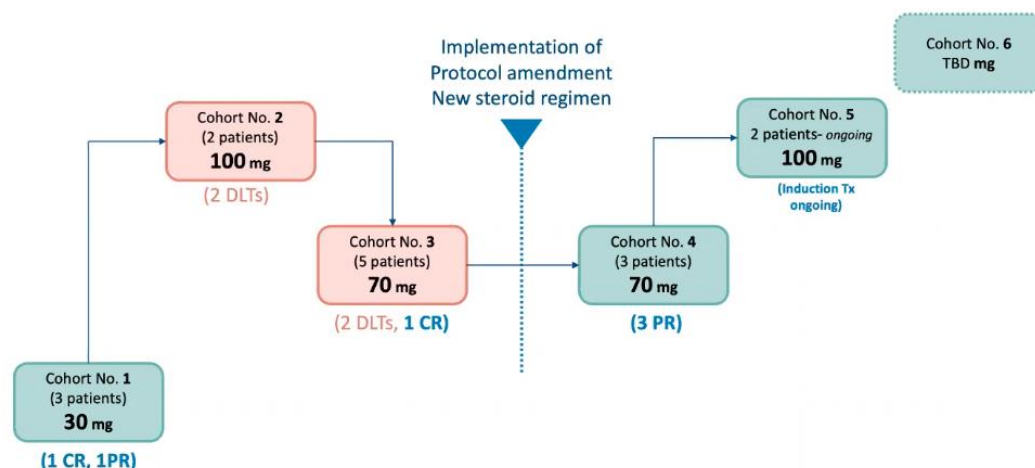 Cohort No. 6
TBD mg
Implementation of
Protocol amendment
New steroid regimen
Cohort No. 2
(2 patients)
100 mg
(2 DLTs)
Cohort No. 5
2 patients- ongoing
100 mg
(Induction Tx
ongoing)
Cohort No. 3
(5 patients)
70 mg
(2 DLTs, 1 CR)
Cohort No. 4
(3 patients)
70 mg
(3 PR)
Cohort No. 1
(3 patients)
30 mg
(1 CR, 1PR)